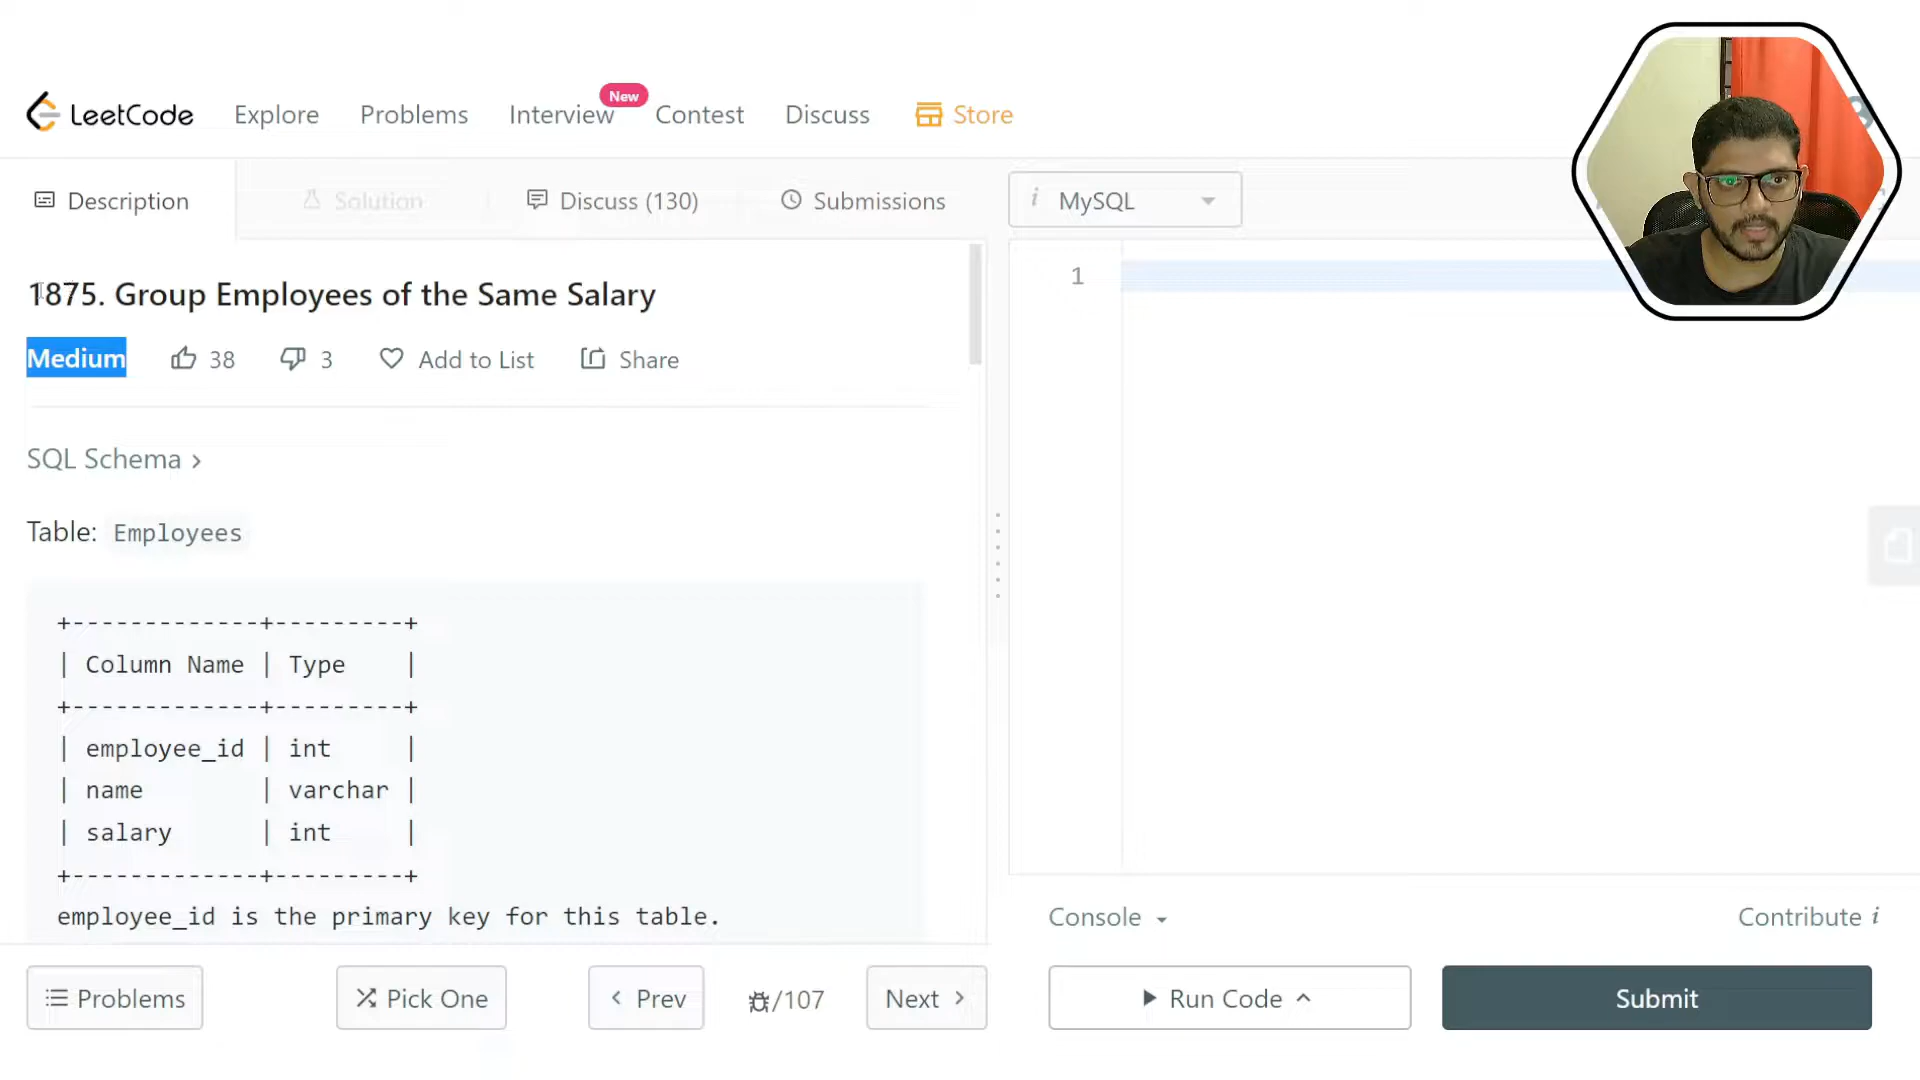 LeetCode Explore Problems Interview New Contest Discuss Store
Description Solution Discuss (130) Submissions
i MySQL
1875. Group Employees of the Same Salary
Medium 38 3 Add to List Share
SQL Schema >
Table: Employees
+-------------+---------+
| Column Name | Type    |
+-------------+---------+
| employee_id | int     |
| name        | varchar |
| salary      | int     |
+-------------+---------+
employee_id is the primary key for this table.
1
Console
Contribute i
Problems Pick One < Prev /107 Next >
Run Code
Submit